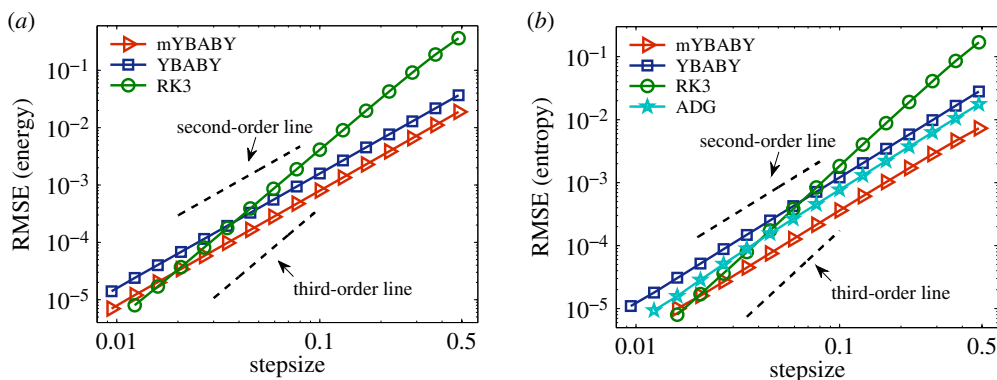 (a)
mYBABY
YBABY
RK3
second-order line
third-order line
RMSE (energy)
10⁻¹
10⁻²
10⁻³
10⁻⁴
10⁻⁵
0.01
0.1
0.5
stepsize
(b)
mYBABY
YBABY
RK3
ADG
second-order line
third-order line
RMSE (entropy)
10⁻¹
10⁻²
10⁻³
10⁻⁴
10⁻⁵
0.01
0.1
0.5
stepsize